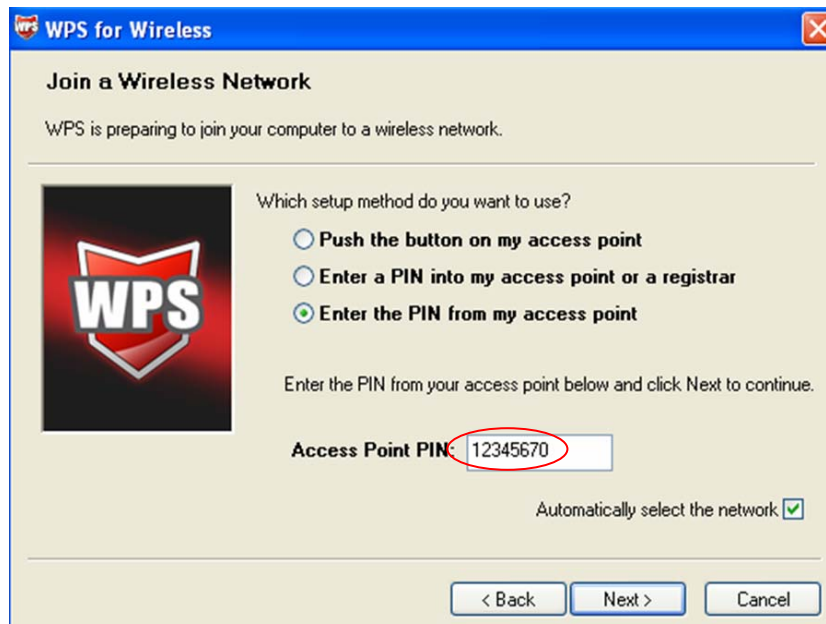 WPS WPS for Wireless
Join a Wireless Network
WPS is preparing to join your computer to a wireless network.
Which setup method do you want to use?
Push the button on my access point
Enter a PIN into my access point or a registrar
Enter the PIN from my access point
WPS
Enter the PIN from your access point below and click Next to continue.
Access Point PIN: 12345670
Automatically select the network
< Back Next > Cancel